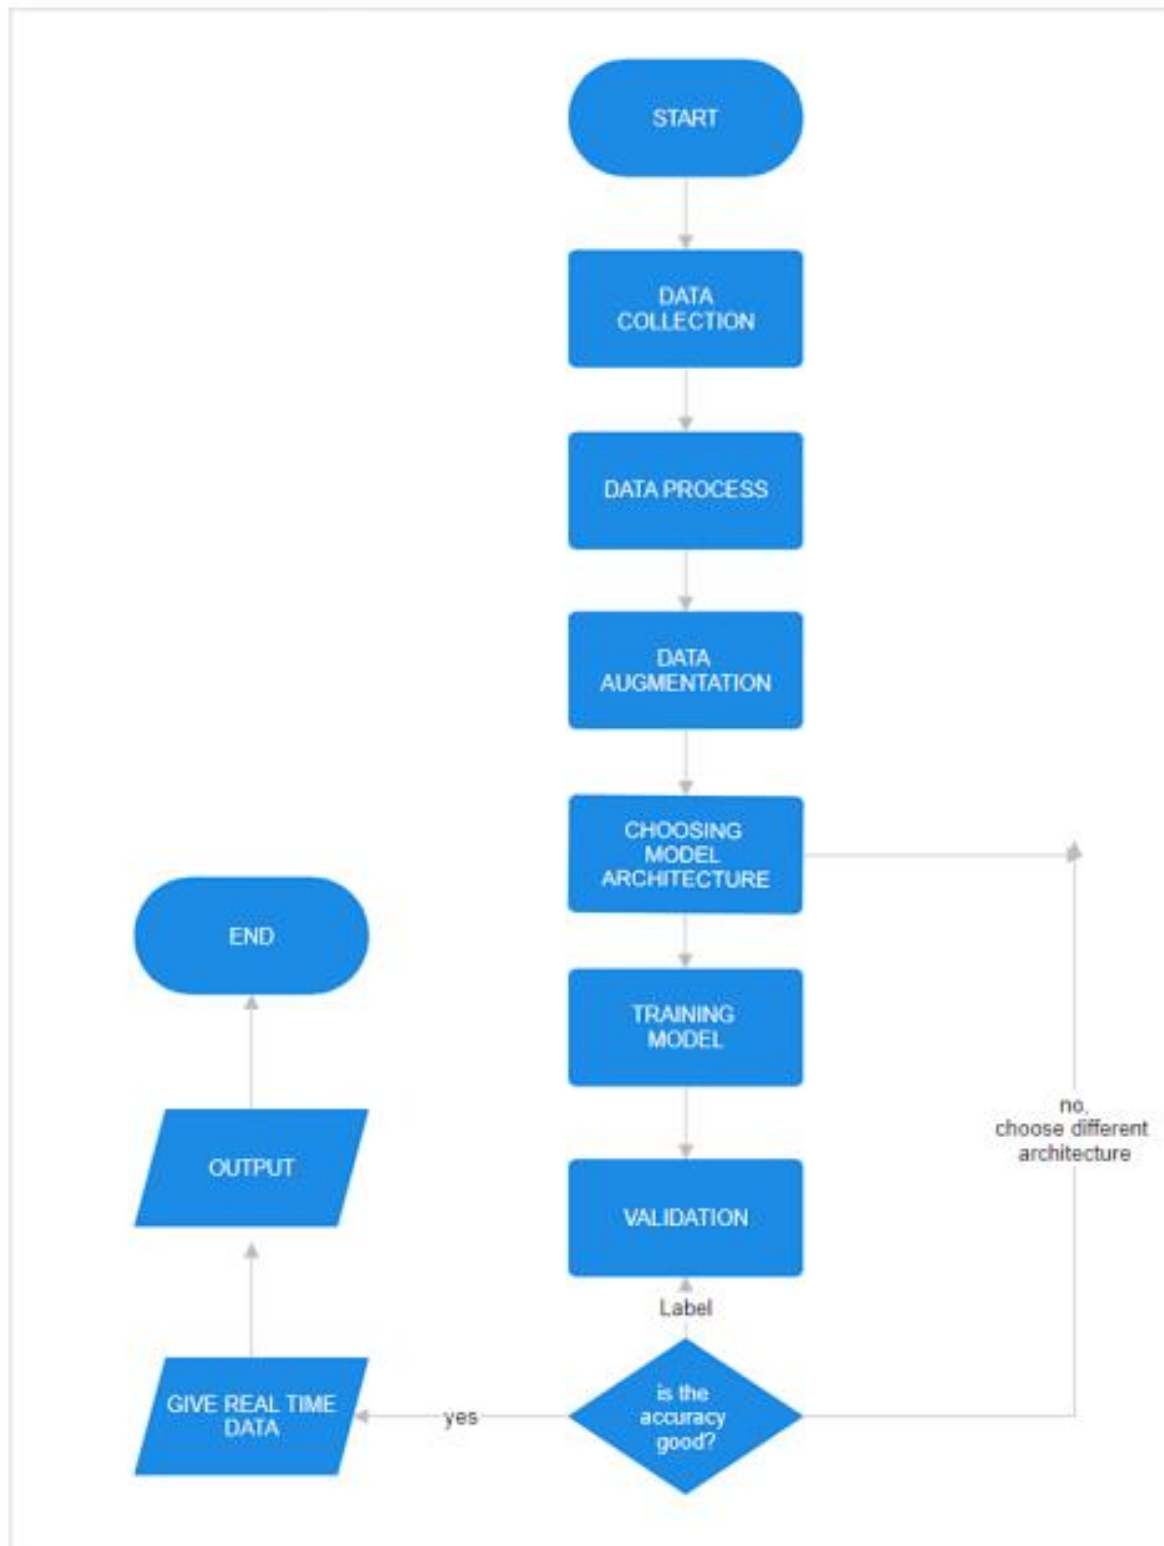 START
DATA
COLLECTION
DATA PROCESS
DATA
AUGMENTATION
CHOOSING
MODEL
ARCHITECTURE
TRAINING
MODEL
VALIDATION
Label
is the
accuracy
good?
no,
choose different
architecture
yes
GIVE REAL TIME
DATA
OUTPUT
END